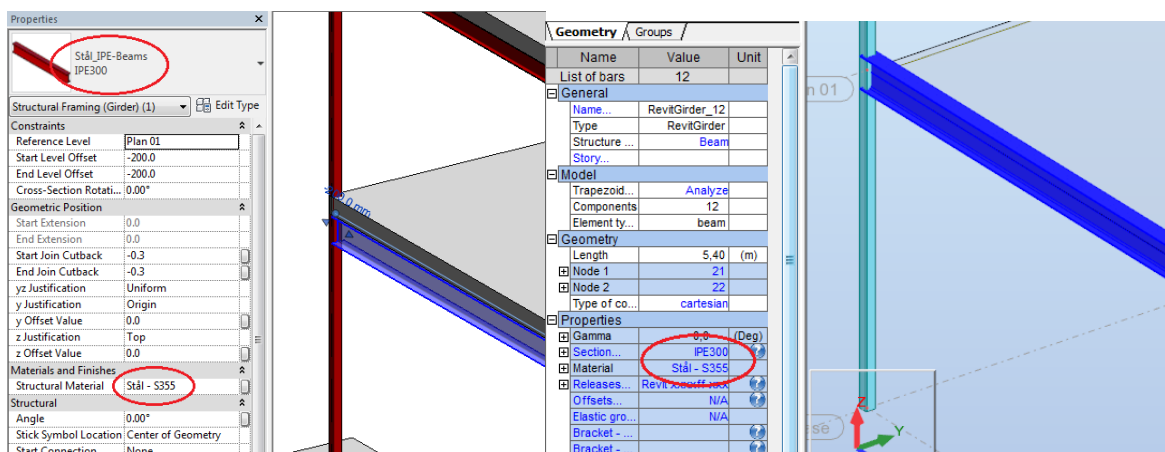 Properties
Stål_IPE-Beams
IPE300
Structural Framing (Girder) (1)
Edit Type
Constraints
Reference Level Plan 01
Start Level Offset -200.0
End Level Offset -200.0
Cross-Section Rotati... 0.00°
Geometric Position
Start Extension 0.0
End Extension 0.0
Start Join Cutback -0.3
End Join Cutback -0.3
yz Justification Uniform
y Justification Origin
y Offset Value 0.0
z Justification Top
z Offset Value 0.0
Materials and Finishes
Structural Material Stål - S355
Structural
Angle 0.00°
Stick Symbol Location Center of Geometry
Start Connection None
mm
Geometry Groups
Name Value Unit
List of bars 12
General
Name... RevitGirder_12
Type RevitGirder
Structure ... Beam
Story...
Model
Trapezoid... Analyze
Components 12
Element ty... beam
Geometry
Length 5,40 (m)
Node 1 21
Node 2 22
Type of co... cartesian
Properties
Gamma 0,0 (Deg)
Section... IPE300
Material Stål - S355
Releases... Revit
Offsets... N/A
Elastic gro... N/A
Bracket - ...
Bracket -
n 01
se
Z
Y